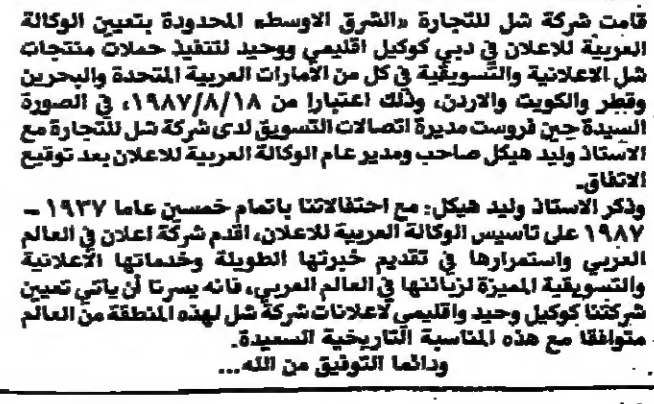 قامت شركة شل للتجارة «الشرق الاوسط» المحدودة بتعيين الوكالة
العربية للاعلان في دبي كوكيل اقليمي ووحيد لتنفيذ حملات منتجات
شل الاعلانية والتسويقية في كل من الأمارات العربية المتحدة والبحرين
وقطر والكويت والاردن، وذلك اعتبارا من ١٩٨٧/٨/١٨، في الصورة
السيدة جين فروست مديرة اتصالات التسويق لدى شركة شل للتجارة مع
الاستاذ وليد هيكل صاحب ومدير عام الوكالة العربية للاعلان بعد توقيع
الاتفاق.
وذكر الاستاذ وليد هيكل: مع احتفالاتنا باتمام خمسين عاما ١٩٣٧ -
١٩٨٧ على تاسيس الوكالة العربية للاعلان، اقدم شركة اعلان في العالم
العربي واستمرارها في تقديم خبرتها الطويلة وخدماتها الأعلانية
والتسويقية المميزة لزبائنها في العالم العربي، فانه يسرنا أن ياتي تعيين
شركتنا كوكيل وحيد واقليمي لاعلانات شركة شل لهذه المنطقة من العالم
متوافقا مع هذه المناسبة التاريخية السعيدة.
ودائما التوفيق من الله...